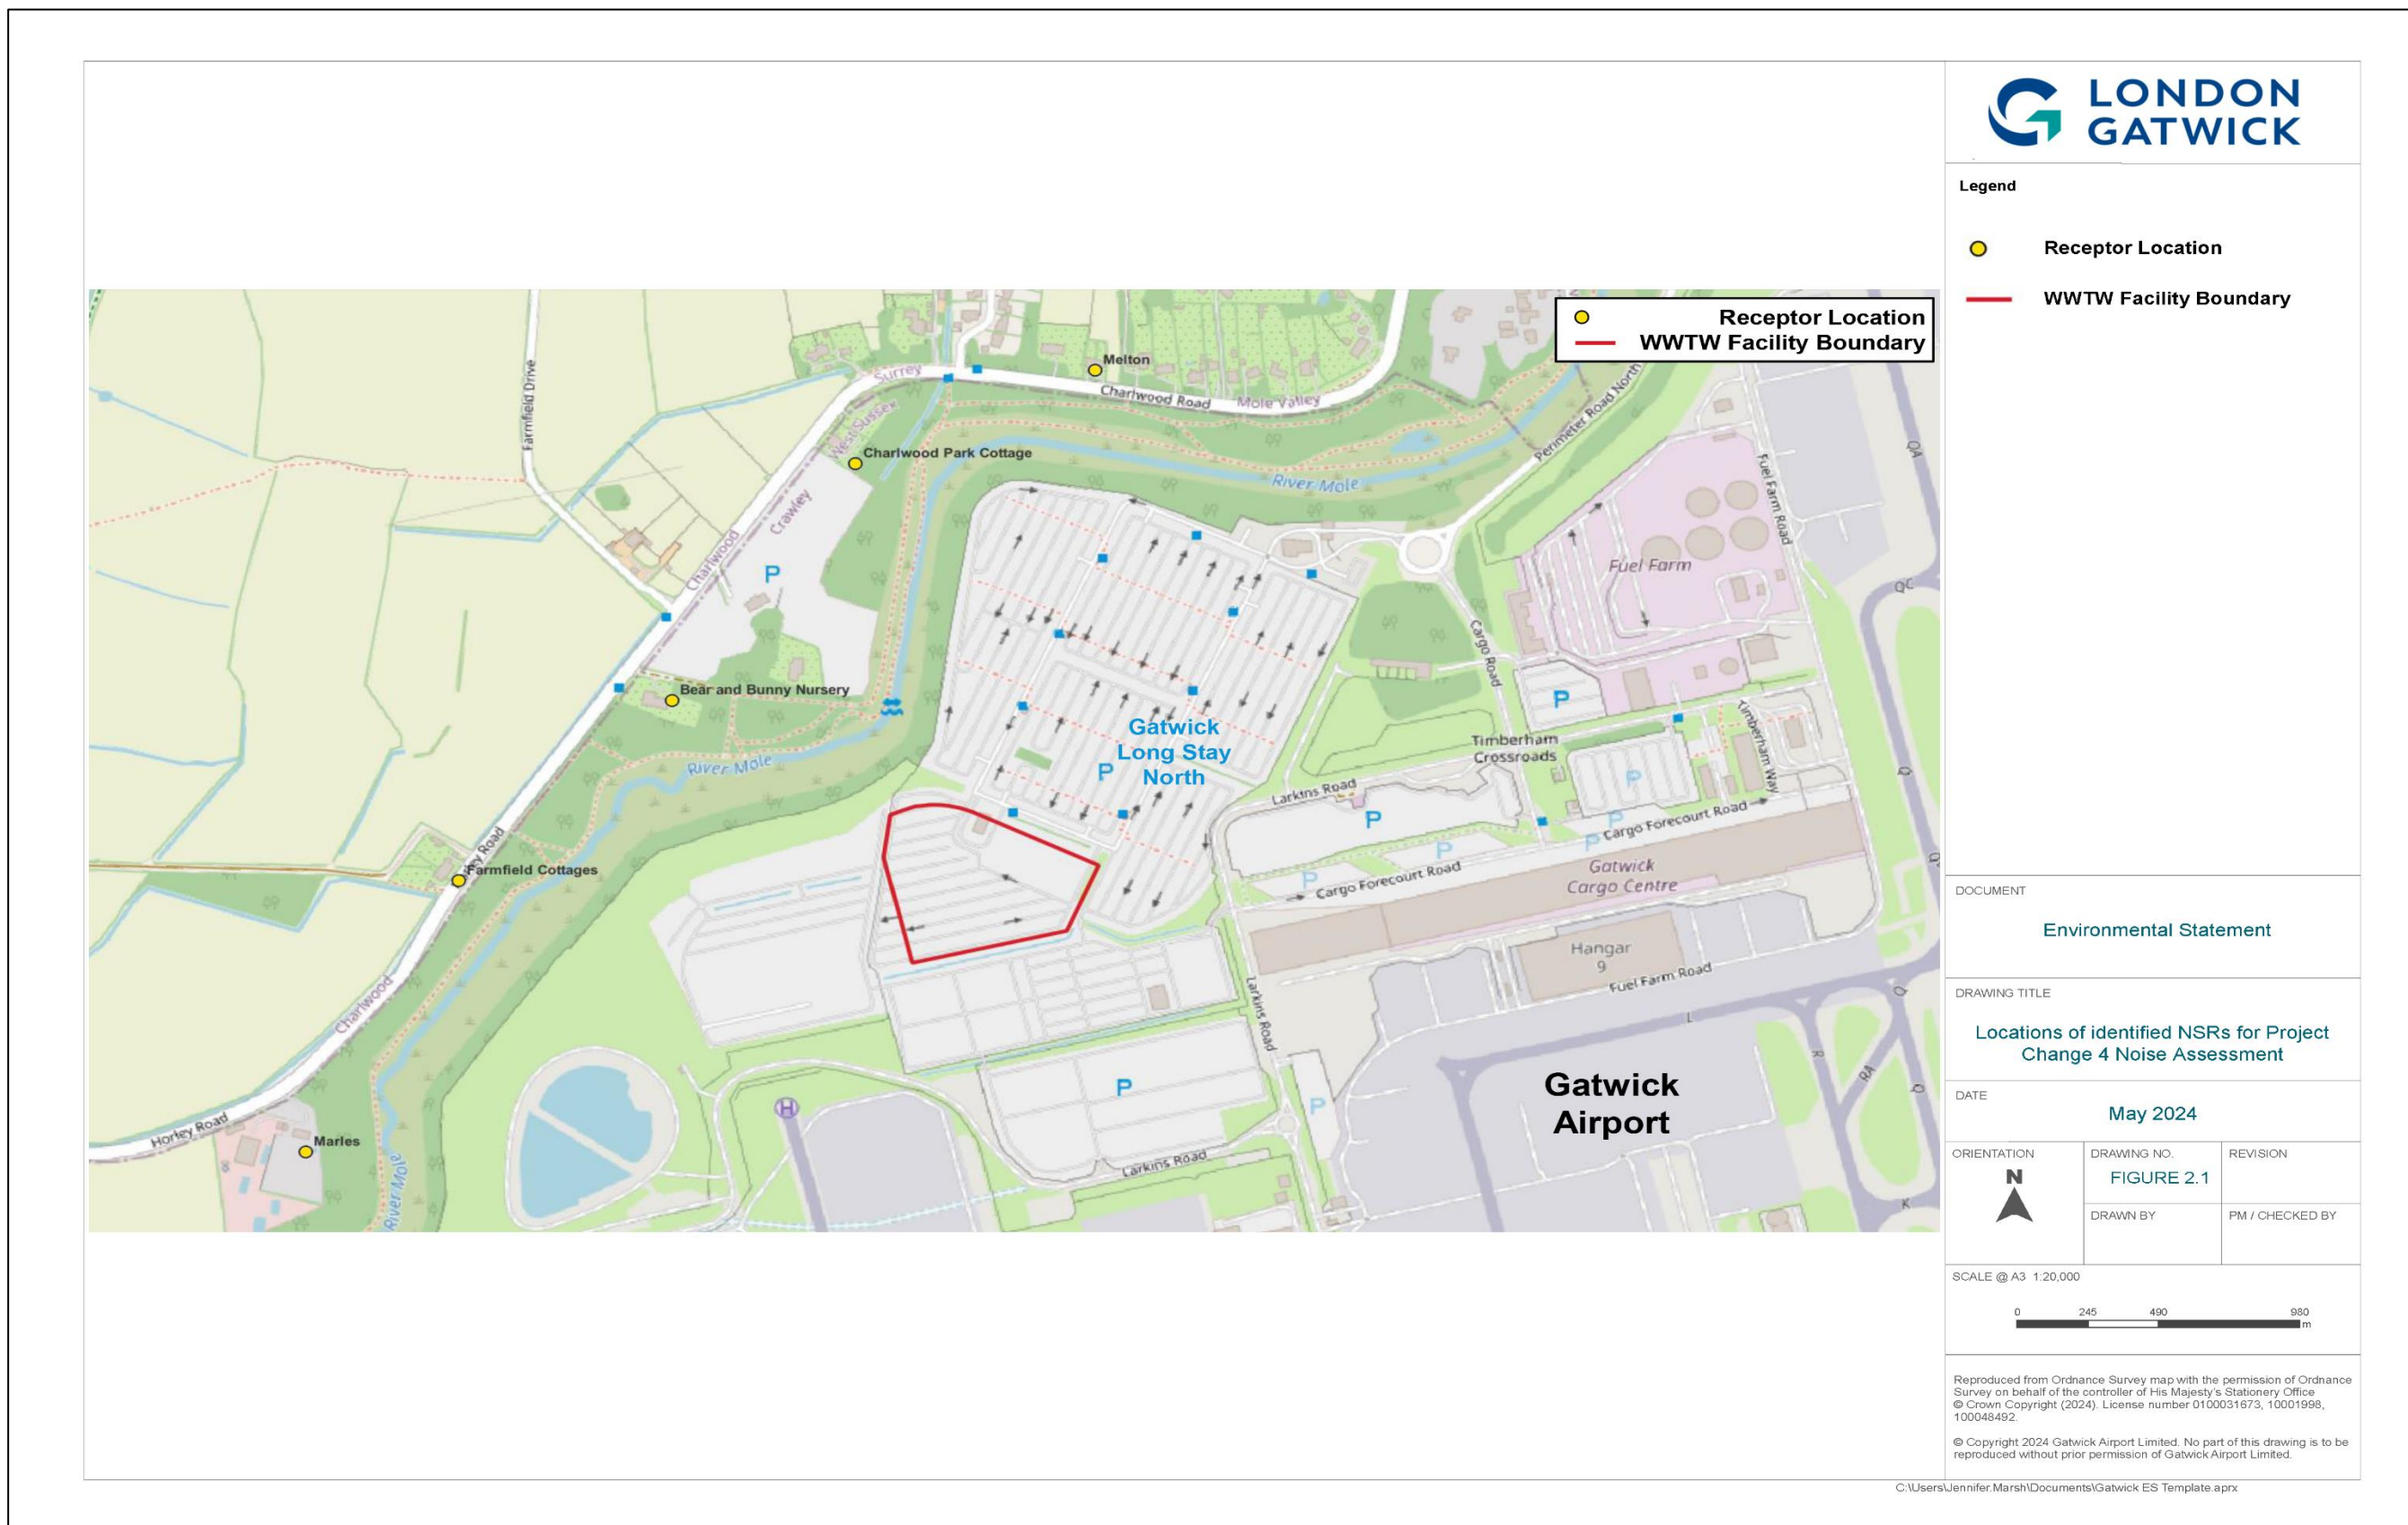 LONDON
GATWICK
Legend
Receptor Location
WWTW Facility Boundary
Receptor Location
WWTW Facility Boundary
Farmfield Drive
Surrey
Melton
Charlwood Road
Mole Valley
Perimeter Road North
West Sussex
Charlwood Park Cottage
River Mole
Fuel Farm Road
QA
Crawley
Charlwood
P
Fuel Farm
QC
Cargo Road
Bear and Bunny Nursery
P
Gatwick
Long Stay
North
P
Timberham
Crossroads
Timberham Way
River Mole
Larkins Road
P
P
P
P
Cargo Forecourt Road
P
P
Q
Q
Farmfield Cottages
Cargo Forecourt Road
Gatwick
Cargo Centre
Hangar
9
Fuel Farm Road
Q
L
Charlwood
Larkins Road
R
RA
Q
Gatwick
Airport
P
P
H
Horley Road
Marles
River Mole
Larkins Road
K
DOCUMENT
Environmental Statement
DRAWING TITLE
Locations of identified NSRs for Project
Change 4 Noise Assessment
DATE
May 2024
ORIENTATION
N
DRAWING NO.
FIGURE 2.1
REVISION
DRAWN BY
PM / CHECKED BY
SCALE @ A3 1:20,000
0 245 490 980
m
Reproduced from Ordnance Survey map with the permission of Ordnance
Survey on behalf of the controller of His Majesty's Stationery Office
© Crown Copyright (2024). License number 0100031673, 10001998,
100048492.
© Copyright 2024 Gatwick Airport Limited. No part of this drawing is to be
reproduced without prior permission of Gatwick Airport Limited.
C:\Users\Jennifer.Marsh\Documents\Gatwick ES Template.aprx